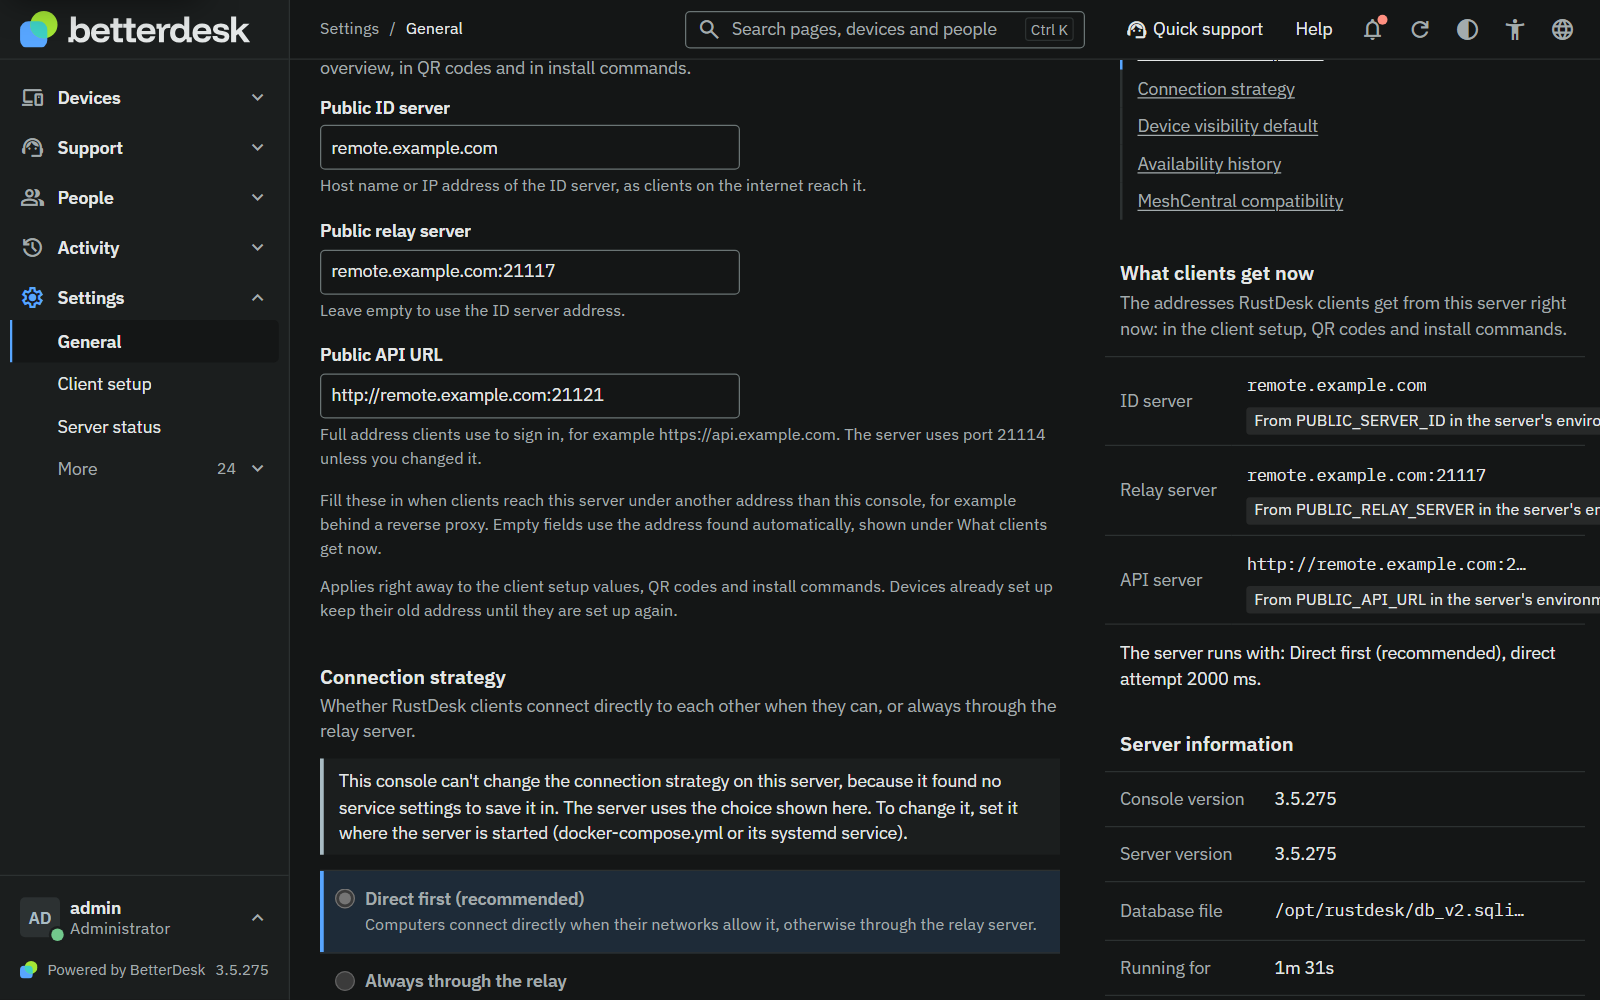 betterdesk
Settings / General
Search pages, devices and people Ctrl K
Quick support
Help
Devices
Support
People
Activity
Settings
General
Client setup
Server status
More 24
AD
admin
Administrator
Powered by BetterDesk 3.5.275
overview, in QR codes and in install commands.
Public ID server
remote.example.com
Host name or IP address of the ID server, as clients on the internet reach it.
Public relay server
remote.example.com:21117
Leave empty to use the ID server address.
Public API URL
http://remote.example.com:21121
Full address clients use to sign in, for example https://api.example.com. The server uses port 21114
unless you changed it.
Fill these in when clients reach this server under another address than this console, for example
behind a reverse proxy. Empty fields use the address found automatically, shown under What clients
get now.
Applies right away to the client setup values, QR codes and install commands. Devices already set up
keep their old address until they are set up again.
Connection strategy
Whether RustDesk clients connect directly to each other when they can, or always through the
relay server.
This console can't change the connection strategy on this server, because it found no
service settings to save it in. The server uses the choice shown here. To change it, set it
where the server is started (docker-compose.yml or its systemd service).
Direct first (recommended)
Computers connect directly when their networks allow it, otherwise through the relay server.
Always through the relay
Connection strategy
Device visibility default
Availability history
MeshCentral compatibility
What clients get now
The addresses RustDesk clients get from this server right
now: in the client setup, QR codes and install commands.
ID server
remote.example.com
From PUBLIC_SERVER_ID in the server's enviro
Relay server
remote.example.com:21117
From PUBLIC_RELAY_SERVER in the server's en
API server
http://remote.example.com:2…
From PUBLIC_API_URL in the server's environm
The server runs with: Direct first (recommended), direct
attempt 2000 ms.
Server information
Console version 3.5.275
Server version 3.5.275
Database file /opt/rustdesk/db_v2.sqli…
Running for 1m 31s